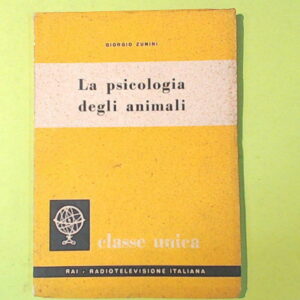 GIORGIO ZUNINI
La psicologia
degli animali
classe unica
RAI - RADIOTELEVISIONE ITALIANA